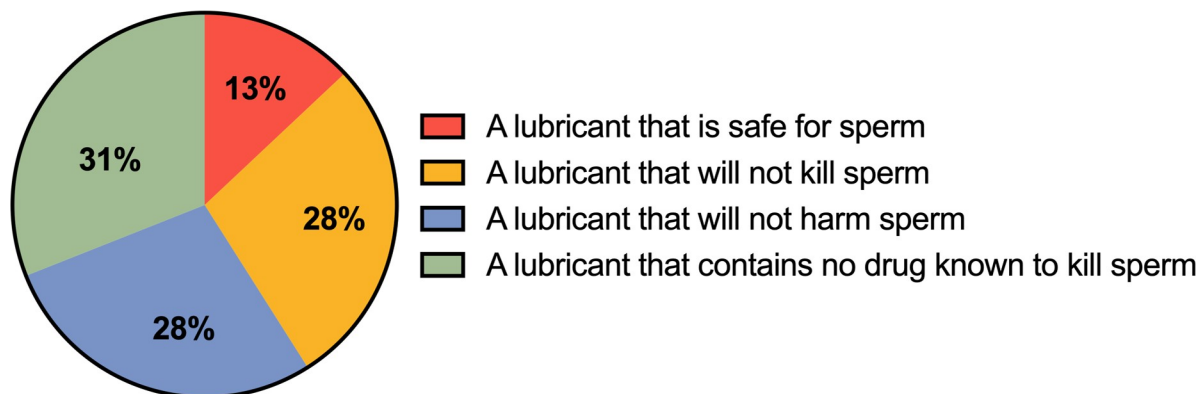 13%
A lubricant that is safe for sperm
31%
A lubricant that will not kill sperm
28%
A lubricant that will not harm sperm
A lubricant that contains no drug known to kill sperm
28%